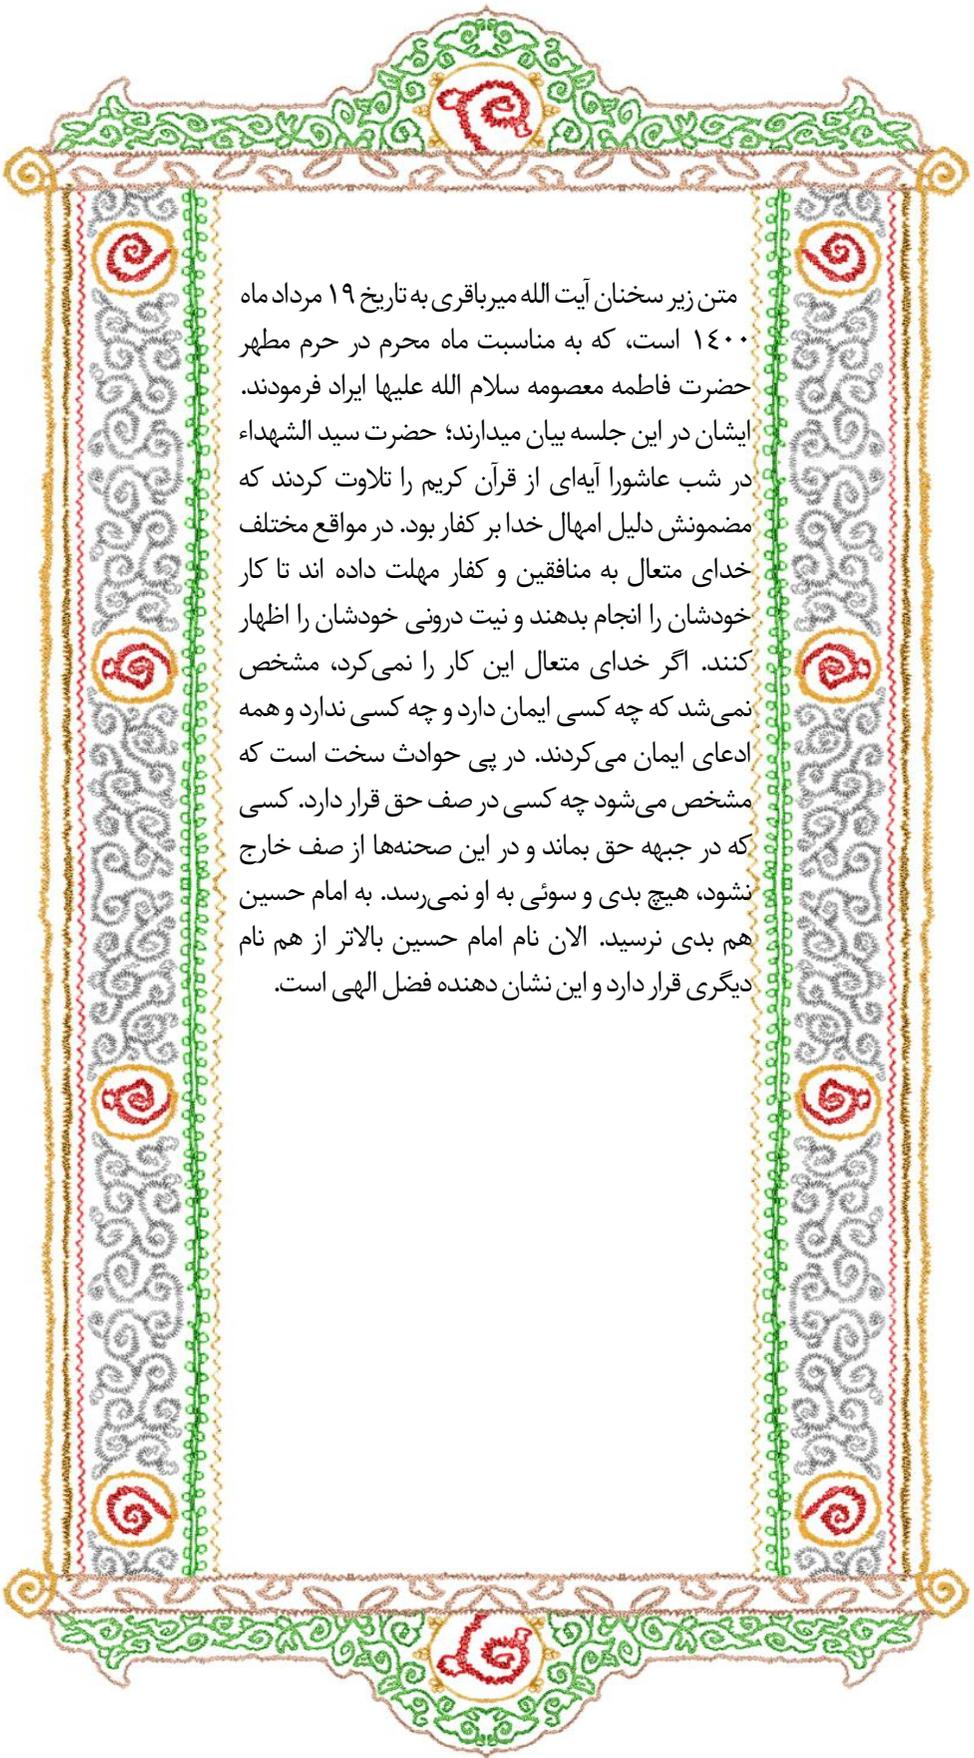 متن زیر سخنان آیت الله میرباقری به تاریخ ۱۹ مرداد ماه
۱٤۰۰ است، که به مناسبت ماه محرم در حرم مطهر
حضرت فاطمه معصومه سلام الله علیها ایراد فرمودند.
ایشان در این جلسه بیان میدارند؛ حضرت سید الشهداء
در شب عاشورا آیه‌ای از قرآن کریم را تلاوت کردند که
مضمونش دلیل امهال خدا بر کفار بود. در مواقع مختلف
خدای متعال به منافقین و کفار مهلت داده اند تا کار
خودشان را انجام بدهند و نیت درونی خودشان را اظهار
کنند. اگر خدای متعال این کار را نمی‌کرد، مشخص
نمی‌شد که چه کسی ایمان دارد و چه کسی ندارد و همه
ادعای ایمان می‌کردند. در پی حوادث سخت است که
مشخص می‌شود چه کسی در صف حق قرار دارد. کسی
که در جبهه حق بماند و در این صحنه‌ها از صف خارج
نشود، هیچ بدی و سوئی به او نمی‌رسد. به امام حسین
هم بدی نرسید. الان نام امام حسین بالاتر از هم نام
دیگری قرار دارد و این نشان دهنده فضل الهی است.